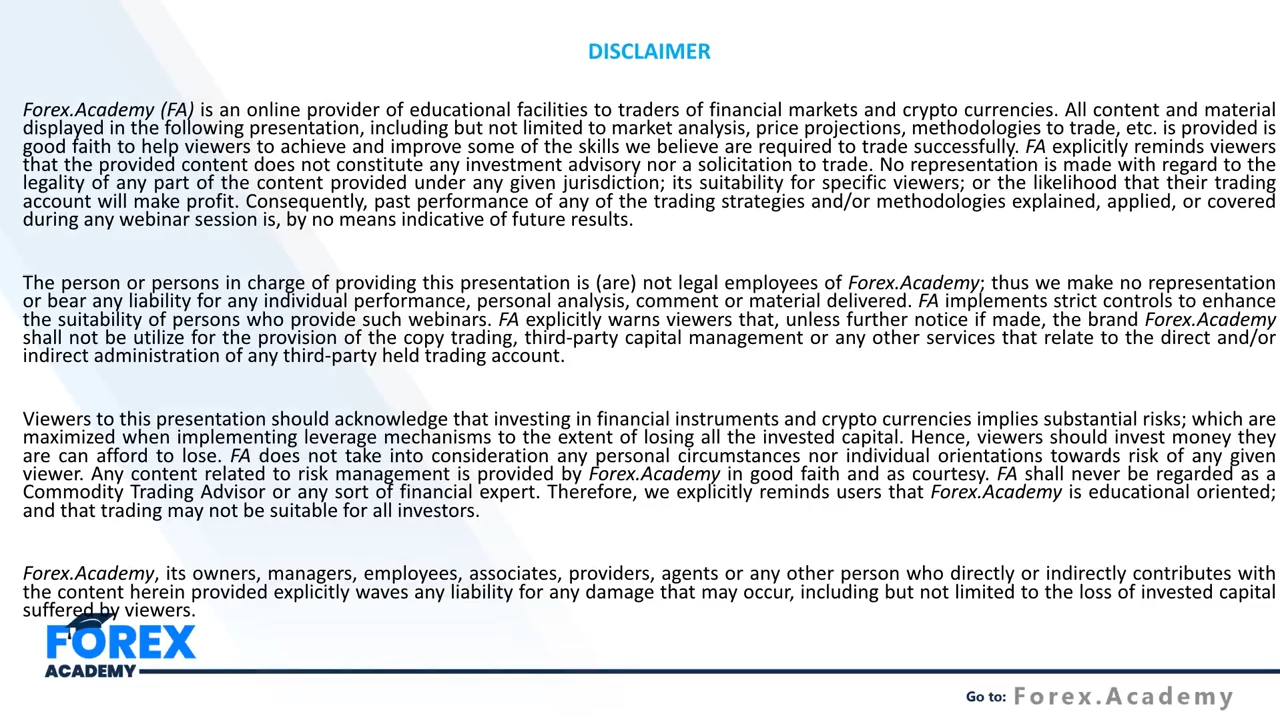 DISCLAIMER
Forex.Academy (FA) is an online provider of educational facilities to traders of financial markets and crypto currencies. All content and material
displayed in the following presentation, including but not limited to market analysis, price projections, methodologies to trade, etc. is provided is
good faith to help viewers to achieve and improve some of the skills we believe are required to trade successfully. FA explicitly reminds viewers
that the provided content does not constitute any investment advisory nor a solicitation to trade. No representation is made with regard to the
legality of any part of the content provided under any given jurisdiction; its suitability for specific viewers; or the likelihood that their trading
account will make profit. Consequently, past performance of any of the trading strategies and/or methodologies explained, applied, or covered
during any webinar session is, by no means indicative of future results.
The person or persons in charge of providing this presentation is (are) not legal employees of Forex.Academy; thus we make no representation
or bear any liability for any individual performance, personal analysis, comment or material delivered. FA implements strict controls to enhance
the suitability of persons who provide such webinars. FA explicitly warns viewers that, unless further notice if made, the brand Forex.Academy
shall not be utilize for the provision of the copy trading, third-party capital management or any other services that relate to the direct and/or
indirect administration of any third-party held trading account.
Viewers to this presentation should acknowledge that investing in financial instruments and crypto currencies implies substantial risks; which are
maximized when implementing leverage mechanisms to the extent of losing all the invested capital. Hence, viewers should invest money they
are can afford to lose. FA does not take into consideration any personal circumstances nor individual orientations towards risk of any given
viewer. Any content related to risk management is provided by Forex.Academy in good faith and as courtesy. FA shall never be regarded as a
Commodity Trading Advisor or any sort of financial expert. Therefore, we explicitly reminds users that Forex.Academy is educational oriented;
and that trading may not be suitable for all investors.
Forex.Academy, its owners, managers, employees, associates, providers, agents or any other person who directly or indirectly contributes with
the content herein provided explicitly waves any liability for any damage that may occur, including but not limited to the loss of invested capital
suffered by viewers.
FOREX
ACADEMY
Go to: Forex.Academy